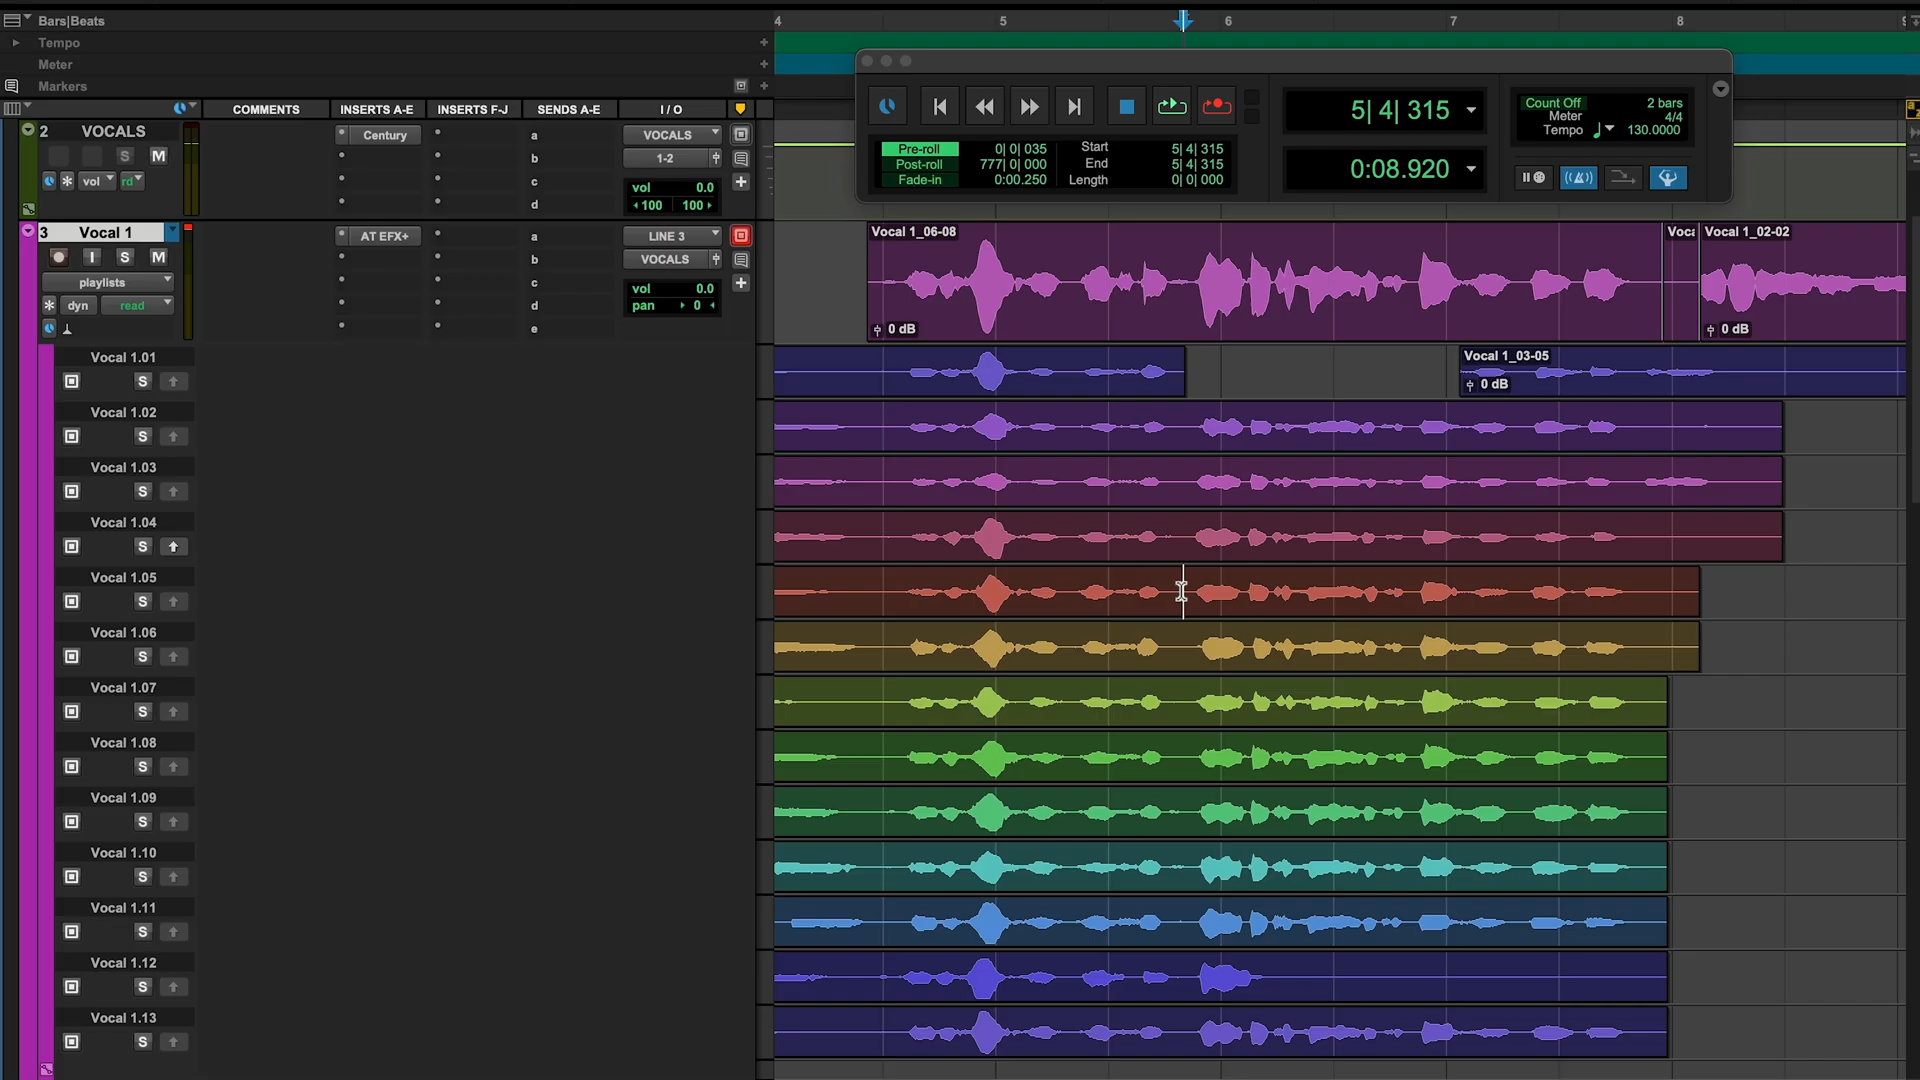 Bars|Beats
4 5 6 7 8
Tempo
Meter
Markers
COMMENTS INSERTS A-E INSERTS F-J SENDS A-E I / O
5| 4| 315
0:08.920
Count Off 2 bars
Meter 4/4
Tempo 130.0000
Pre-roll 0| 0| 035 Start 5| 4| 315
Post-roll 777| 0| 000 End 5| 4| 315
Fade-in 0:00.250 Length 0| 0| 000
2 VOCALS
S M
vol rd
Century
a
b
c
d
VOCALS
1-2
vol 0.0
100 100
3 Vocal 1
I S M
playlists
dyn read
AT EFX+
a
b
c
d
e
LINE 3
VOCALS
vol 0.0
pan 0
Vocal 1_06-08
0 dB
Voca
Vocal 1_02-02
0 dB
Vocal 1.01
S
Vocal 1_03-05
0 dB
Vocal 1.02
S
Vocal 1.03
S
Vocal 1.04
S
Vocal 1.05
S
Vocal 1.06
S
Vocal 1.07
S
Vocal 1.08
S
Vocal 1.09
S
Vocal 1.10
S
Vocal 1.11
S
Vocal 1.12
S
Vocal 1.13
S